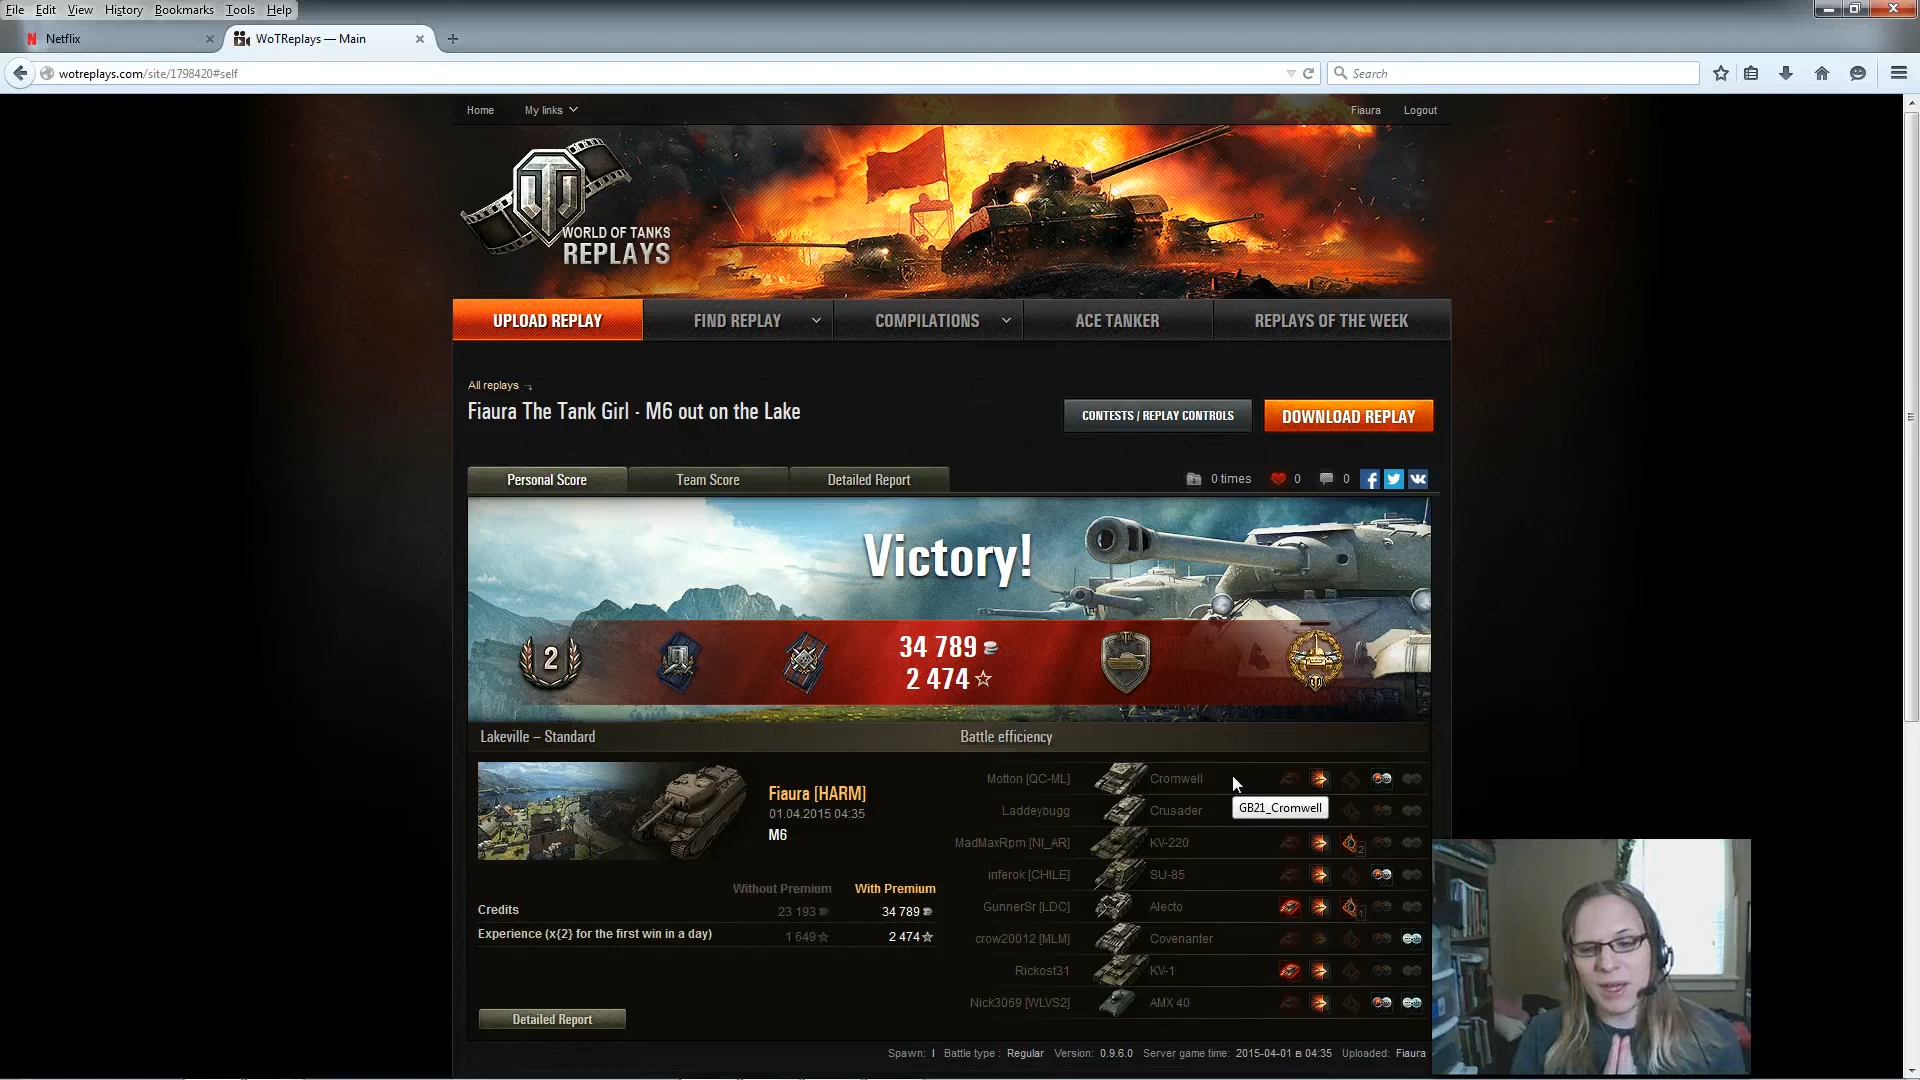 File Edit View History Bookmarks Tools Help
Netflix
WoTReplays — Main
wotreplays.com/site/1798420#self
Search
Home My links
Fiaura Logout
WORLD OF TANKS
REPLAYS
UPLOAD REPLAY FIND REPLAY COMPILATIONS ACE TANKER REPLAYS OF THE WEEK
All replays
Fiaura The Tank Girl - M6 out on the Lake
CONTESTS / REPLAY CONTROLS DOWNLOAD REPLAY
Personal Score Team Score Detailed Report
0 times 0 0
Victory!
2
34 789
2 474
Lakeville – Standard
Battle efficiency
Fiaura [HARM]
01.04.2015 04:35
M6
Without Premium With Premium
Credits 23 193 34 789
Experience (x{2} for the first win in a day) 1 649 2 474
Detailed Report
Motton [QC-ML] Cromwell
GB21_Cromwell
Laddeybugg Crusader
MadMaxRpm [NI_AR] KV-220 2
inferok [CHILE] SU-85
GunnerSr [LDC] Alecto 1
crow20012 [MLM] Covenanter
Rickost31 KV-1
Nick3069 [WLVS2] AMX 40
Spawn: I Battle type : Regular Version: 0.9.6.0 Server game time: 2015-04-01 в 04:35 Uploaded: Fiaura